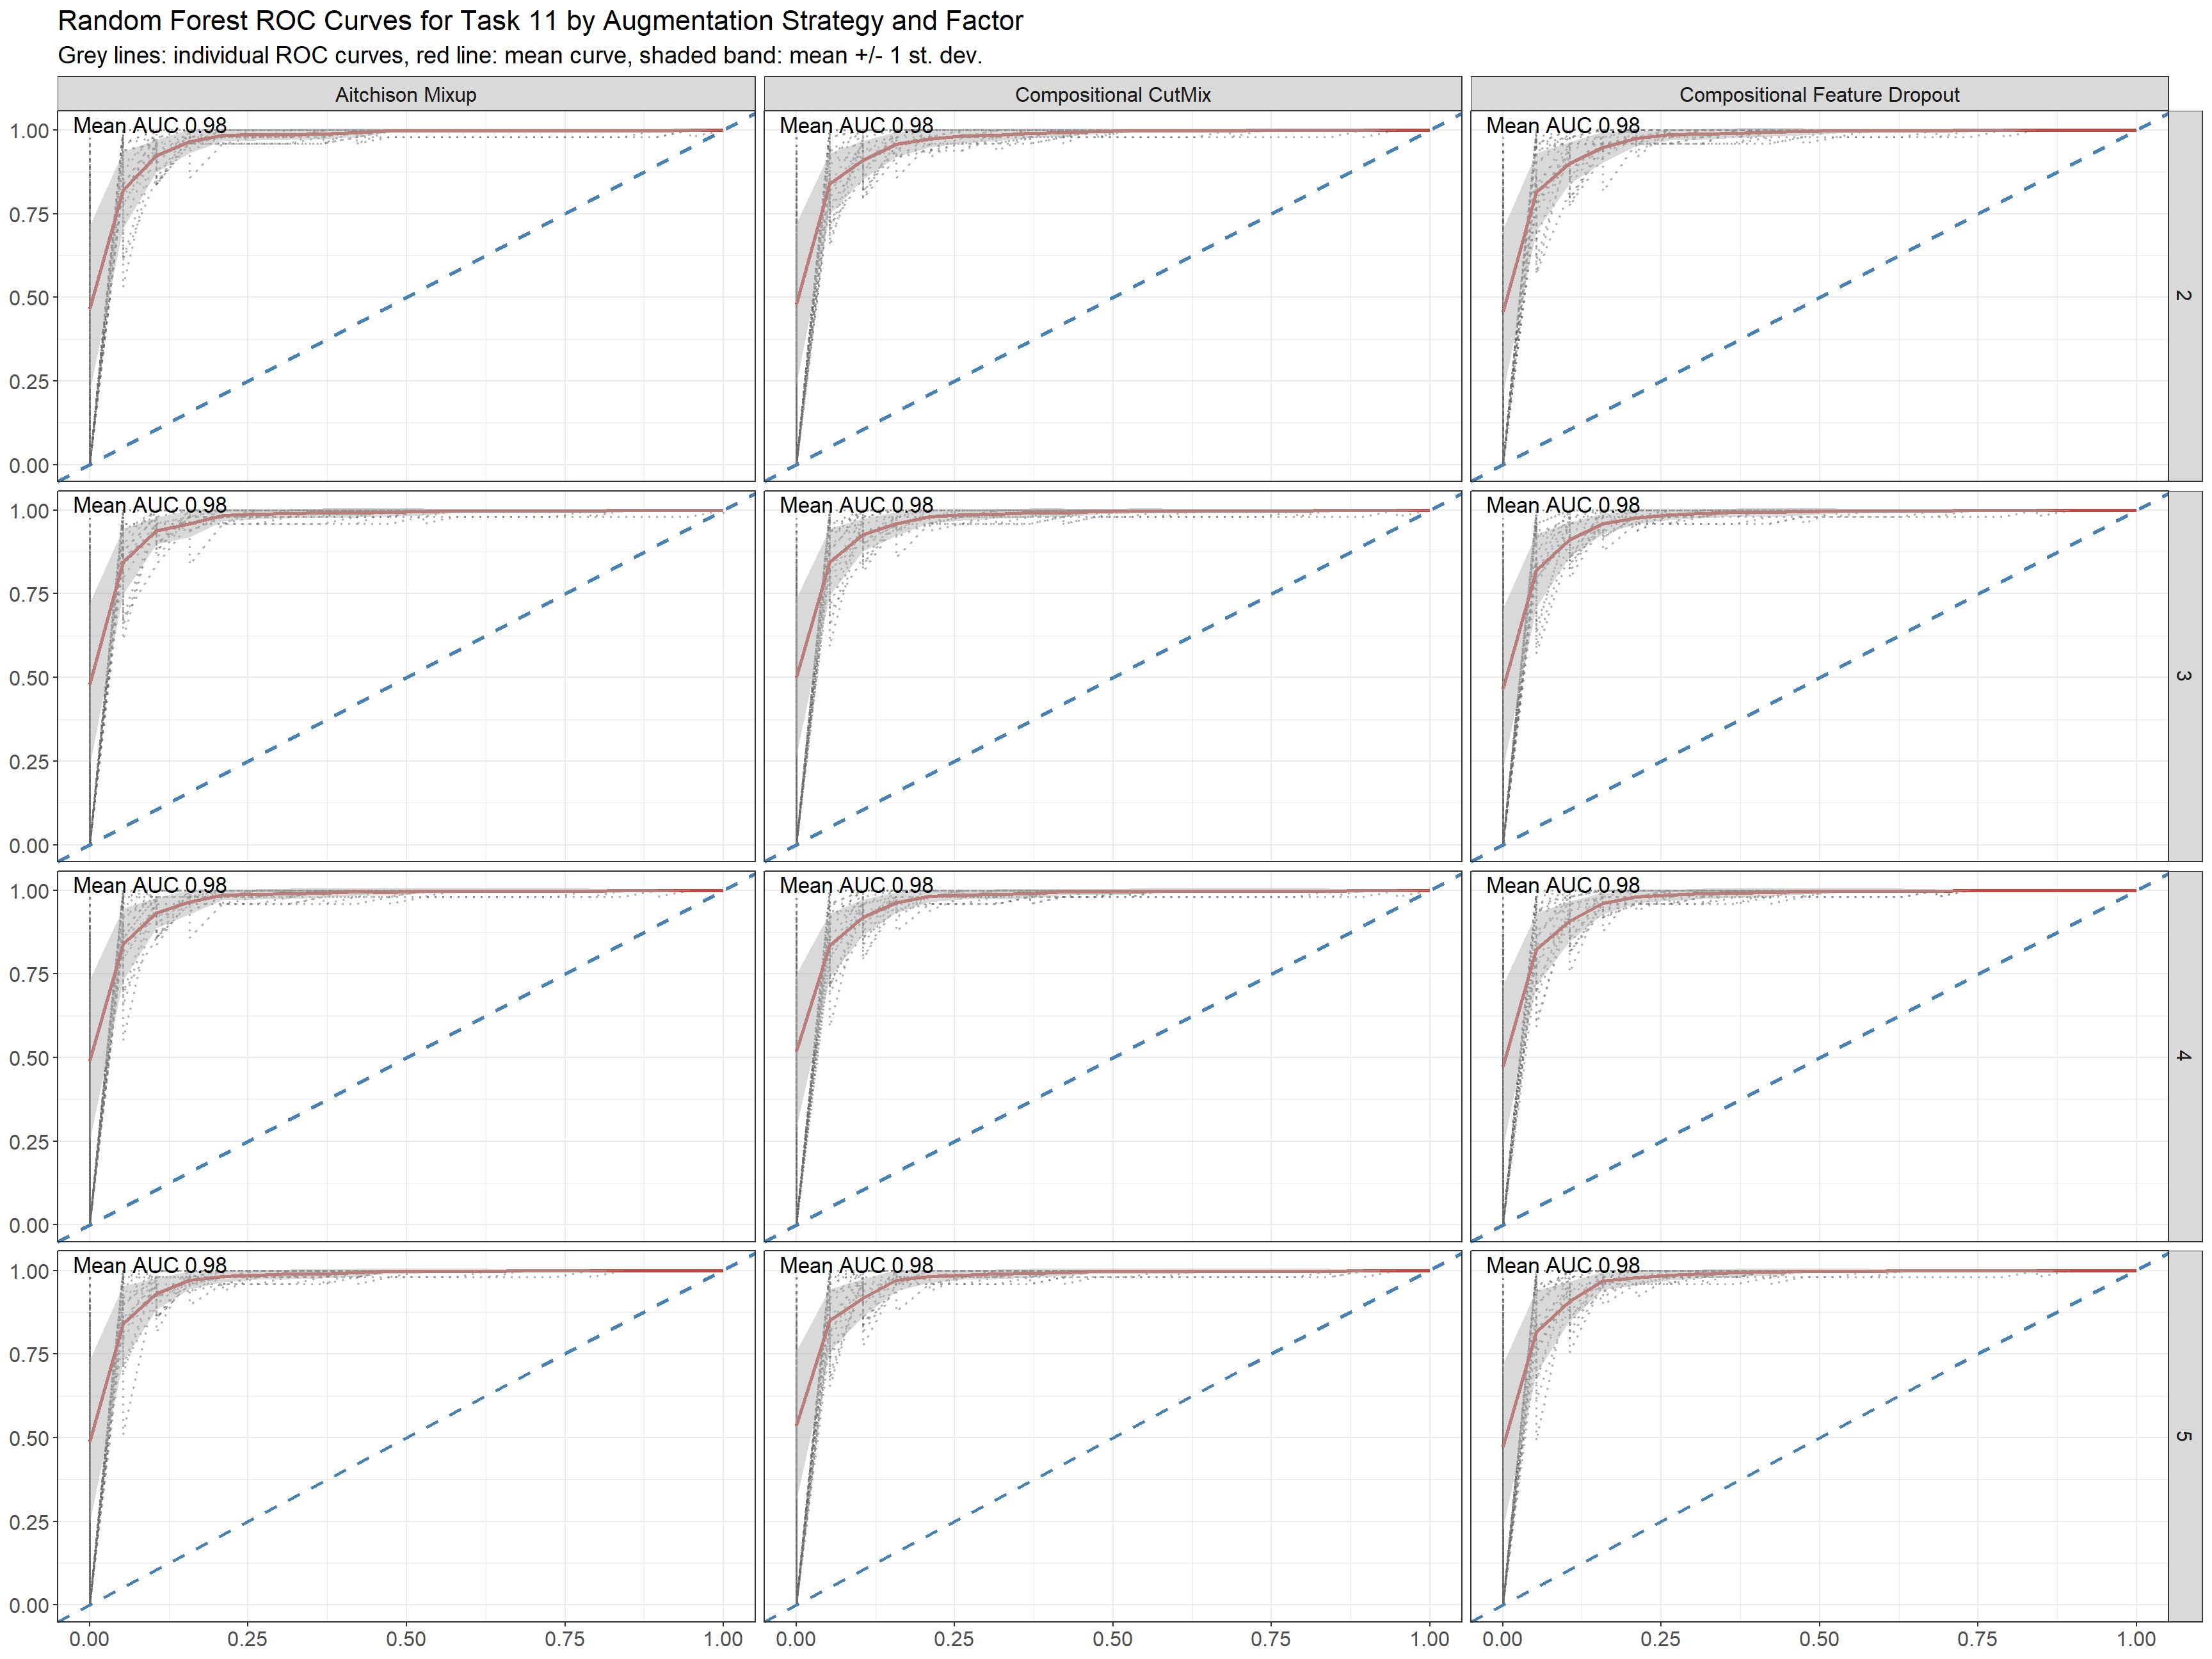 Random Forest ROC Curves for Task 11 by Augmentation Strategy and Factor
Grey lines: individual ROC curves, red line: mean curve, shaded band: mean +/- 1 st. dev.
Aitchison Mixup
Compositional CutMix
Compositional Feature Dropout
1.00
0.75
0.50
0.25
0.00
Mean AUC 0.98
Mean AUC 0.98
Mean AUC 0.98
2
1.00
0.75
0.50
0.25
0.00
Mean AUC 0.98
Mean AUC 0.98
Mean AUC 0.98
3
1.00
0.75
0.50
0.25
0.00
Mean AUC 0.98
Mean AUC 0.98
Mean AUC 0.98
4
1.00
0.75
0.50
0.25
0.00
Mean AUC 0.98
Mean AUC 0.98
Mean AUC 0.98
5
0.00 0.25 0.50 0.75 1.00
0.00 0.25 0.50 0.75 1.00
0.00 0.25 0.50 0.75 1.00